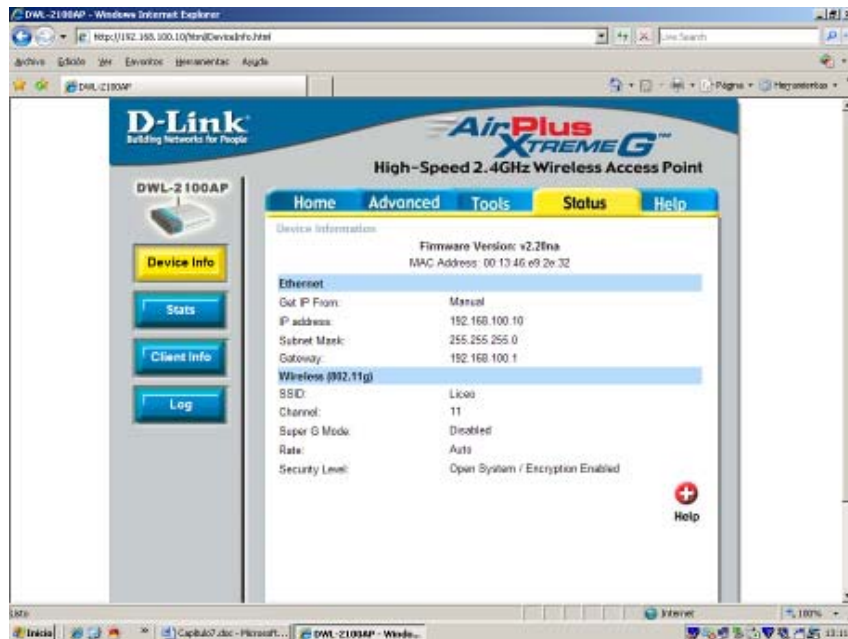 DWL-2100AP - Windows Internet Explorer
http://192.168.100.10/html/DeviceInfo.html
Live Search
Archivo Edición Ver Favoritos Herramientas Ayuda
DWL-2100AP
Página Herramientas
D-Link
Building Networks for People
AirPlus
XTREME G™
High-Speed 2.4GHz Wireless Access Point
DWL-2100AP
Home Advanced Tools Status Help
Device Information
Firmware Version: v2.20na
MAC Address: 00:13:46:e9:2e:32
Device Info
Stats
Client Info
Log
Ethernet
Get IP From: Manual
IP address: 192.168.100.10
Subnet Mask: 255.255.255.0
Gateway: 192.168.100.1
Wireless (802.11g)
SSID: Liceo
Channel: 11
Super G Mode: Disabled
Rate: Auto
Security Level: Open System / Encryption Enabled
Help
Listo
Internet
100%
Inicio
Capitulo7.doc - Microsoft...
DWL-2100AP - Windo...